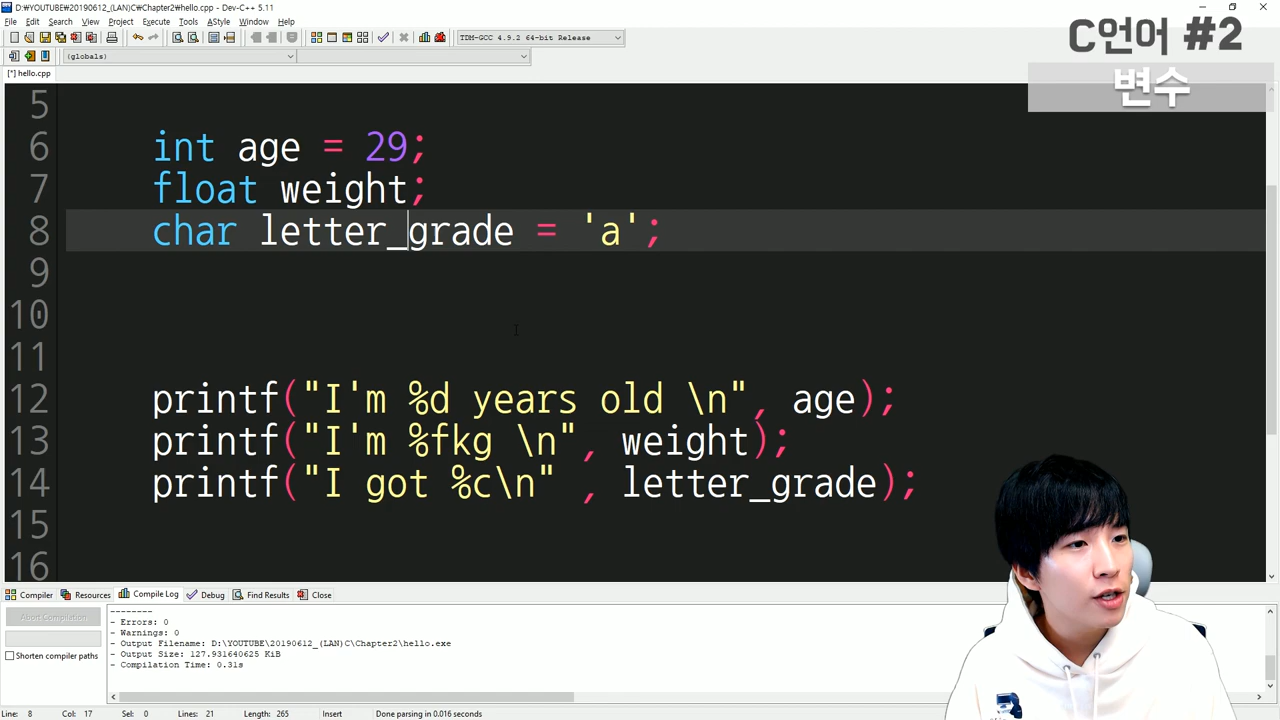 D:\YOUTUBE\20190612_(LAN)C\Chapter2\hello.cpp - Dev-C++ 5.11
File Edit Search View Project Execute Tools AStyle Window Help
TDM-GCC 4.9.2 64-bit Release
(globals)
[*] hello.cpp
C언어 #2
변수
5
6 int age = 29;
7 float weight;
8 char letter_grade = 'a';
9
10
11
12 printf("I'm %d years old \n", age);
13 printf("I'm %fkg \n", weight);
14 printf("I got %c\n" , letter_grade);
15
16
Compiler Resources Compile Log Debug Find Results Close
Abort Compilation
Shorten compiler paths
--------
- Errors: 0
- Warnings: 0
- Output Filename: D:\YOUTUBE\20190612_(LAN)C\Chapter2\hello.exe
- Output Size: 127.931640625 KiB
- Compilation Time: 0.31s
Line: 8 Col: 17 Sel: 0 Lines: 21 Length: 265 Insert Done parsing in 0.016 seconds